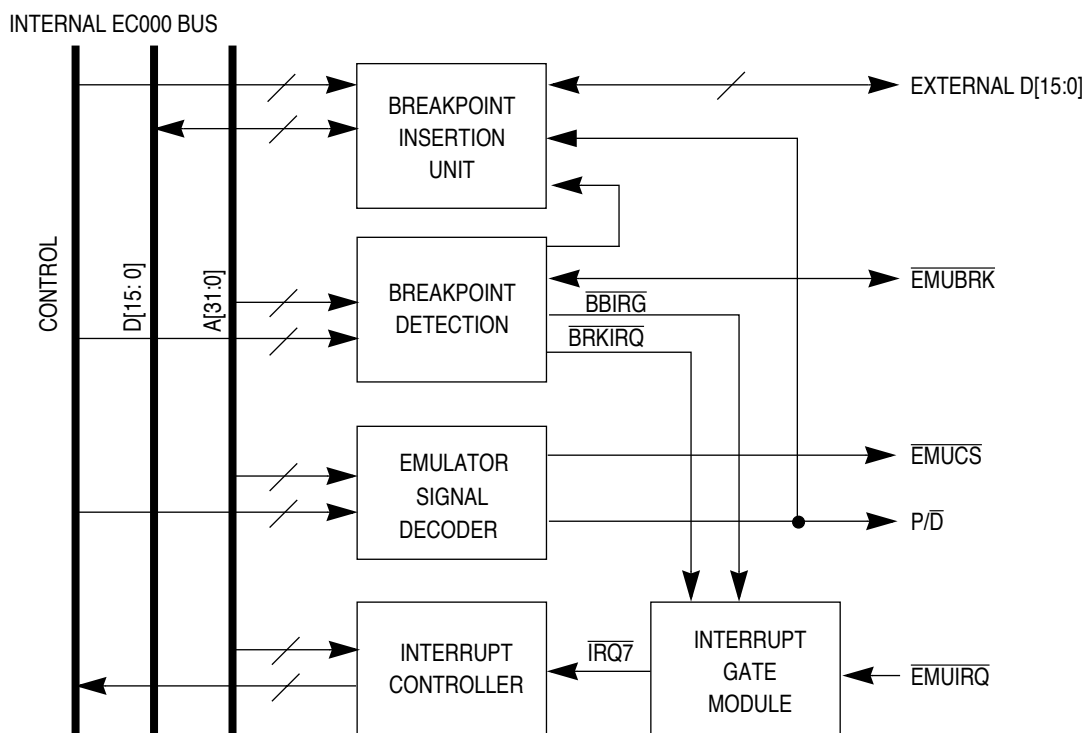 INTERNAL EC000 BUS
CONTROL
D[15: 0]
A[31:0]
BREAKPOINT
INSERTION
UNIT
EXTERNAL D[15:0]
BREAKPOINT
DETECTION
EMUBRK
BBIRG
BRKIRQ
EMULATOR
SIGNAL
DECODER
EMUCS
P/D
INTERRUPT
CONTROLLER
IRQ7
INTERRUPT
GATE
MODULE
EMUIRQ